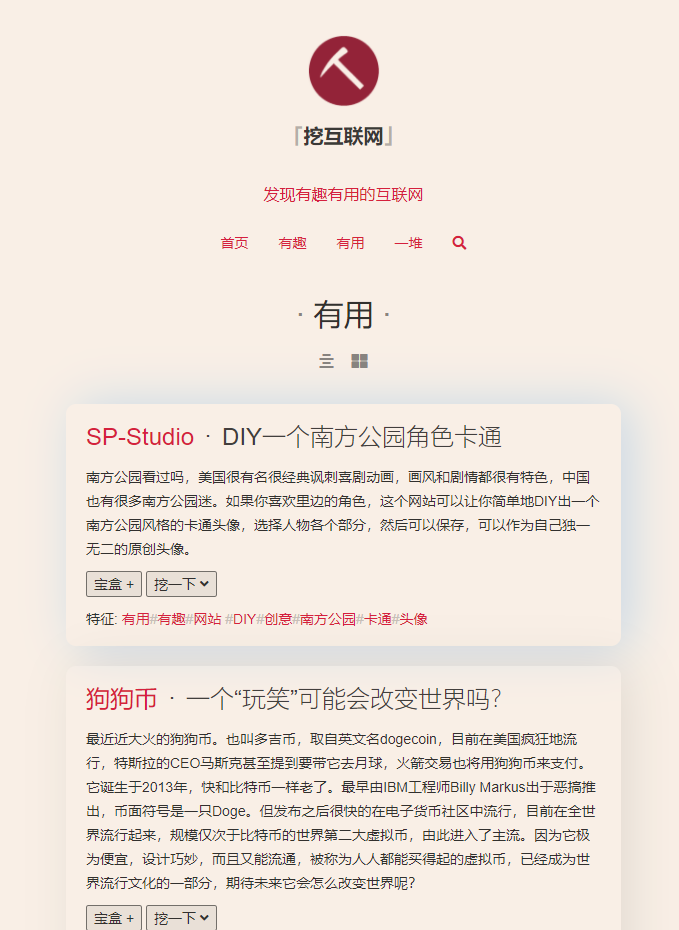 「挖互联网」
发现有趣有用的互联网
首页 有趣 有用 一堆
· 有用 ·
SP-Studio · DIY一个南方公园角色卡通
南方公园看过吗，美国很有名很经典讽刺喜剧动画，画风和剧情都很有特色，中国
也有很多南方公园迷。如果你喜欢里边的角色，这个网站可以让你简单地DIY出一个
南方公园风格的卡通头像，选择人物各个部分，然后可以保存，可以作为自己独一
无二的原创头像。
宝盒 + 挖一下
特征: 有用#有趣#网站 #DIY#创意#南方公园#卡通#头像
狗狗币 · 一个“玩笑”可能会改变世界吗？
最近近大火的狗狗币。也叫多吉币，取自英文名dogecoin，目前在美国疯狂地流
行，特斯拉的CEO马斯克甚至提到要带它去月球，火箭交易也将用狗狗币来支付。
它诞生于2013年，快和比特币一样老了。最早由IBM工程师Billy Markus出于恶搞推
出，币面符号是一只Doge。但发布之后很快的在电子货币社区中流行，目前在全世
界流行起来，规模仅次于比特币的世界第二大虚拟币，由此进入了主流。因为它极
为便宜，设计巧妙，而且又能流通，被称为人人都能买得起的虚拟币，已经成为世
界流行文化的一部分，期待未来它会怎么改变世界呢？
宝盒 + 挖一下